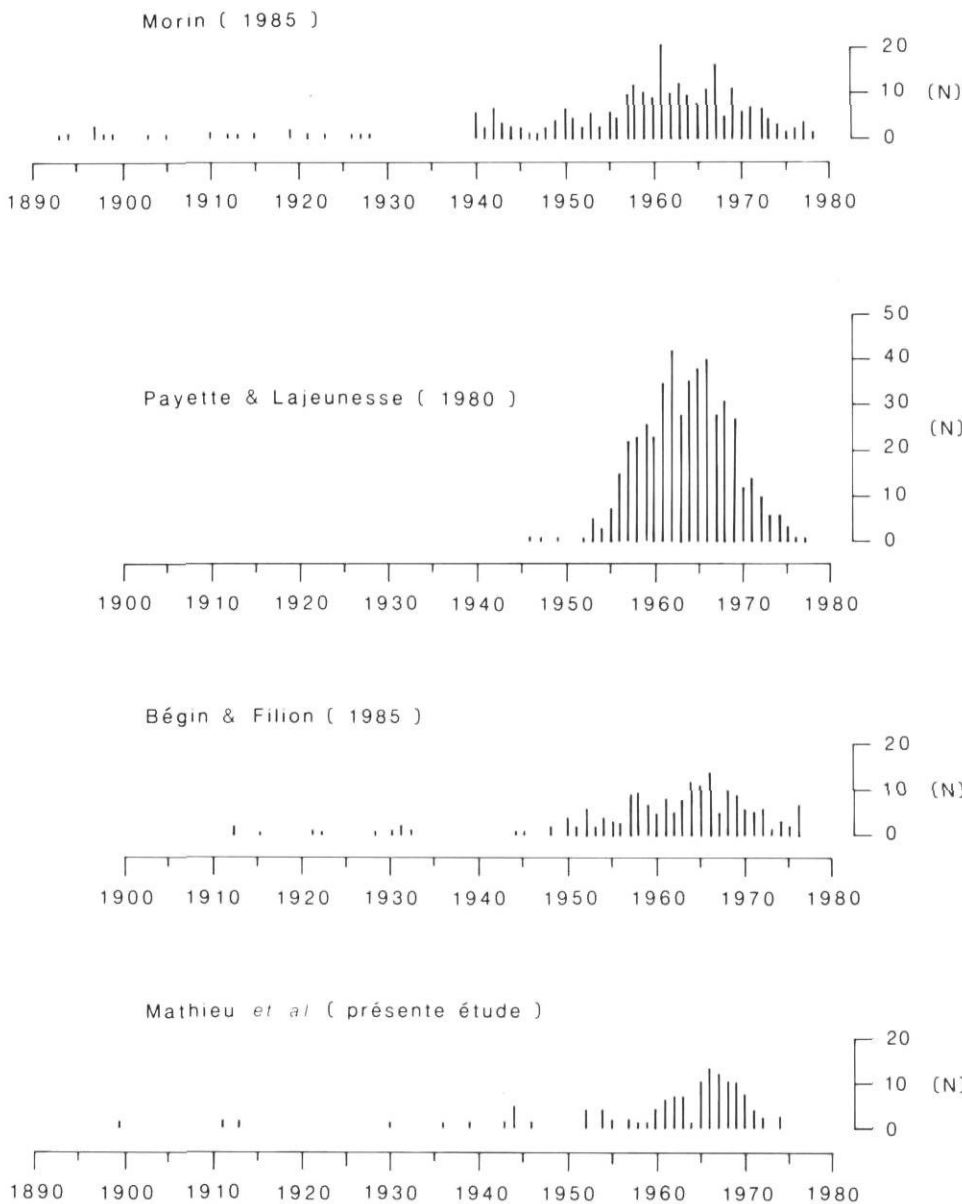 Morin ( 1985 )
20
10
(N)
0
1890 1900 1910 1920 1930 1940 1950 1960 1970 1980
50
40
Payette & Lajeunesse ( 1980 )
30
(N)
20
10
0
1900 1910 1920 1930 1940 1950 1960 1970 1980
Bégin & Filion ( 1985 )
20
10
(N)
0
1900 1910 1920 1930 1940 1950 1960 1970 1980
Mathieu et al ( présente étude )
20
10
(N)
0
1890 1900 1910 1920 1930 1940 1950 1960 1970 1980